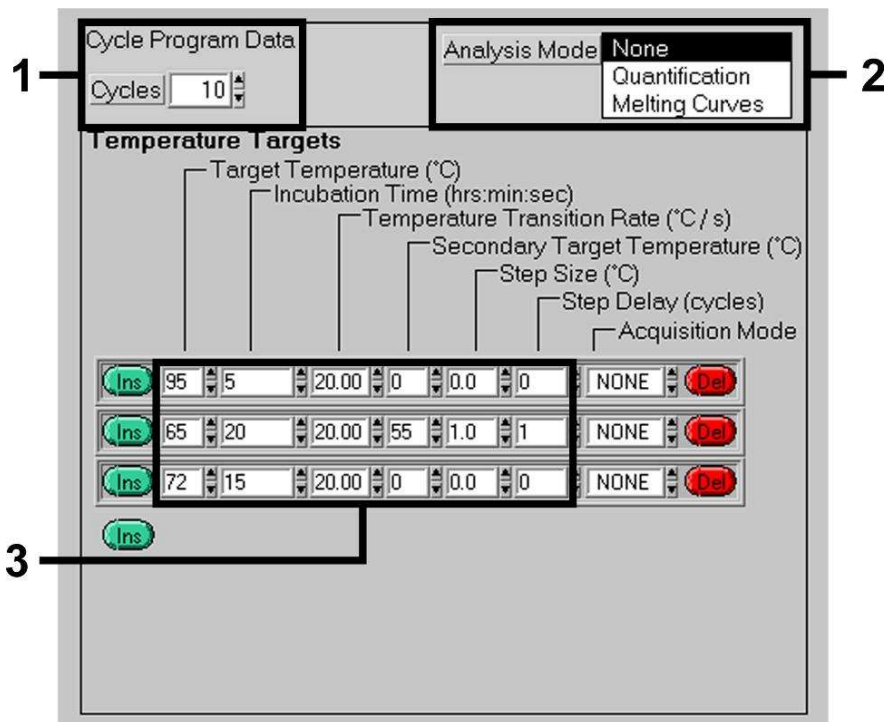 Cycle Program Data
Cycles 10
1
Analysis Mode None
Quantification
Melting Curves
2
Temperature Targets
Target Temperature (°C)
Incubation Time (hrs:min:sec)
Temperature Transition Rate (°C / s)
Secondary Target Temperature (°C)
Step Size (°C)
Step Delay (cycles)
Acquisition Mode
Ins 95 5 20.00 0 0.0 0 NONE Del
Ins 65 20 20.00 55 1.0 1 NONE Del
Ins 72 15 20.00 0 0.0 0 NONE Del
Ins
3